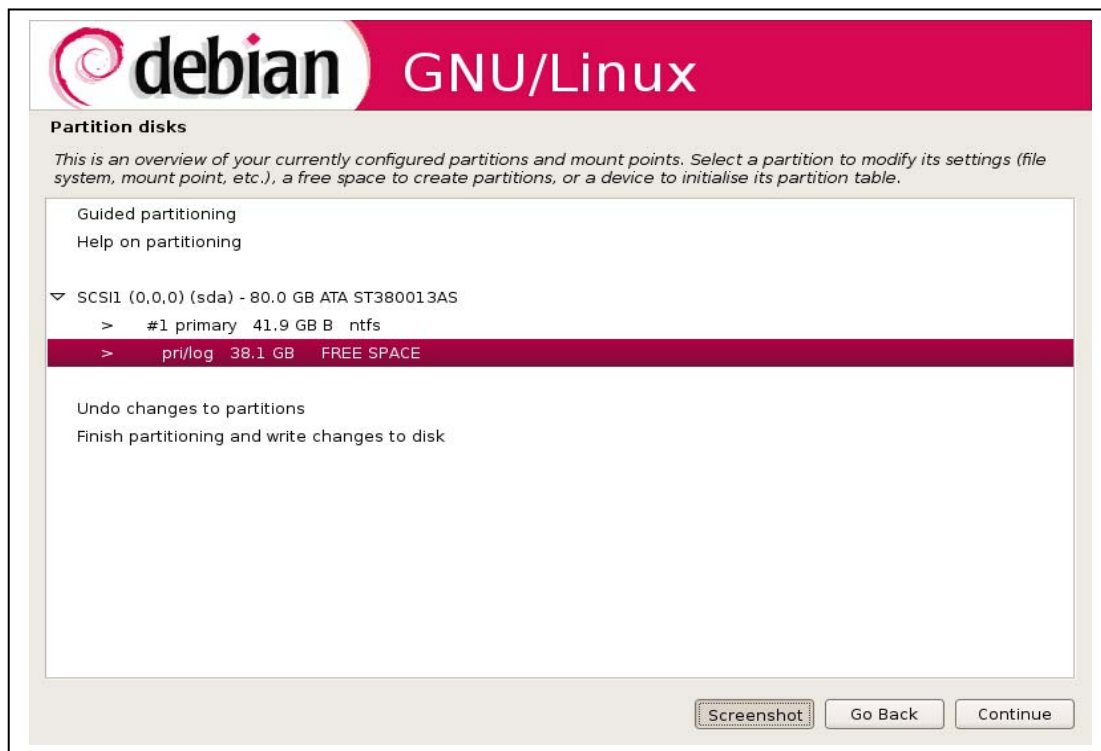 debian GNU/Linux
Partition disks
This is an overview of your currently configured partitions and mount points. Select a partition to modify its settings (file
system, mount point, etc.), a free space to create partitions, or a device to initialise its partition table.
Guided partitioning
Help on partitioning
SCSI1 (0,0,0) (sda) - 80.0 GB ATA ST380013AS
> #1 primary 41.9 GB B ntfs
> pri/log 38.1 GB FREE SPACE
Undo changes to partitions
Finish partitioning and write changes to disk
Screenshot Go Back Continue